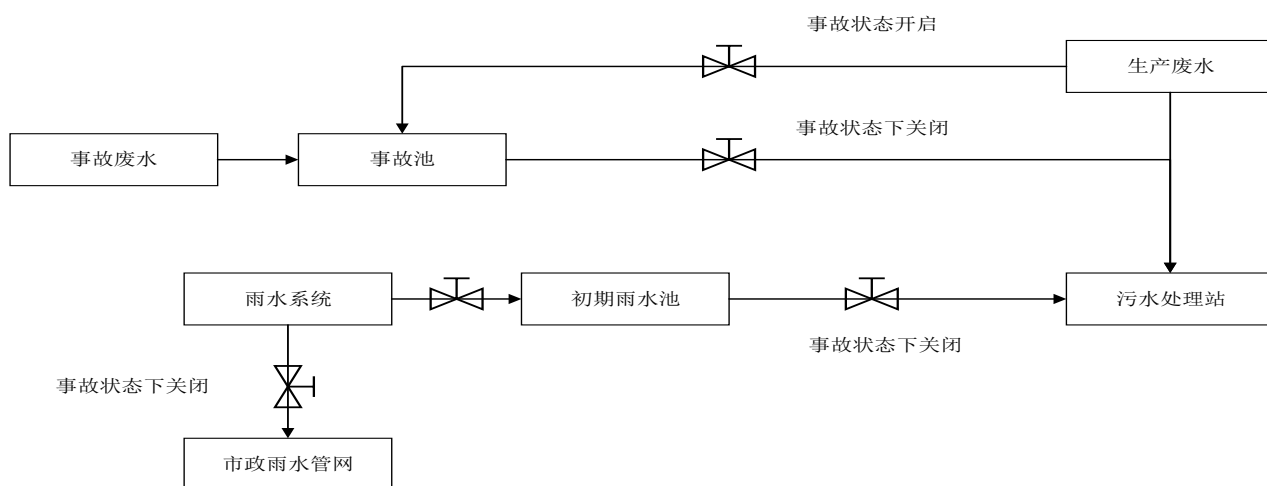 事故状态开启
生产废水
事故状态下关闭
事故废水
事故池
雨水系统
初期雨水池
污水处理站
事故状态下关闭
事故状态下关闭
市政雨水管网